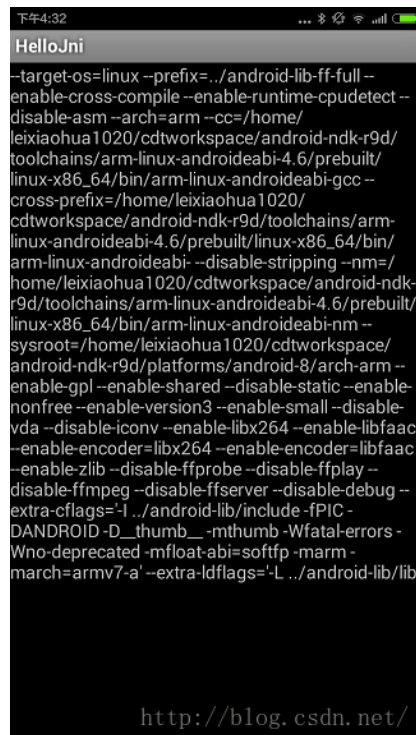 下午4:32
...
HelloJni
--target-os=linux --prefix=../android-lib-ff-full --
enable-cross-compile --enable-runtime-cpudetect --
disable-asm --arch=arm --cc=/home/
leixiaohua1020/cdtworkspace/android-ndk-r9d/
toolchains/arm-linux-androideabi-4.6/prebuilt/
linux-x86_64/bin/arm-linux-androideabi-gcc --
cross-prefix=/home/leixiaohua1020/
cdtworkspace/android-ndk-r9d/toolchains/arm-
linux-androideabi-4.6/prebuilt/linux-x86_64/bin/
arm-linux-androideabi- --disable-stripping --nm=/
home/leixiaohua1020/cdtworkspace/android-ndk-
r9d/toolchains/arm-linux-androideabi-4.6/prebuilt/
linux-x86_64/bin/arm-linux-androideabi-nm --
sysroot=/home/leixiaohua1020/cdtworkspace/
android-ndk-r9d/platforms/android-8/arch-arm --
enable-gpl --enable-shared --disable-static --enable-
nonfree --enable-version3 --enable-small --disable-
vda --disable-iconv --enable-libx264 --enable-libfaac
--enable-encoder=libx264 --enable-encoder=libfaac
--enable-zlib --disable-ffprobe --disable-ffplay --
disable-ffmpeg --disable-ffserver --disable-debug --
extra-cflags='-I ../android-lib/include -fPIC -
DANDROID -D__thumb__ -mthumb -Wfatal-errors -
Wno-deprecated -mfloat-abi=softfp -marm -
march=armv7-a' --extra-ldflags='-L ../android-lib/lib
http://blog.csdn.net/